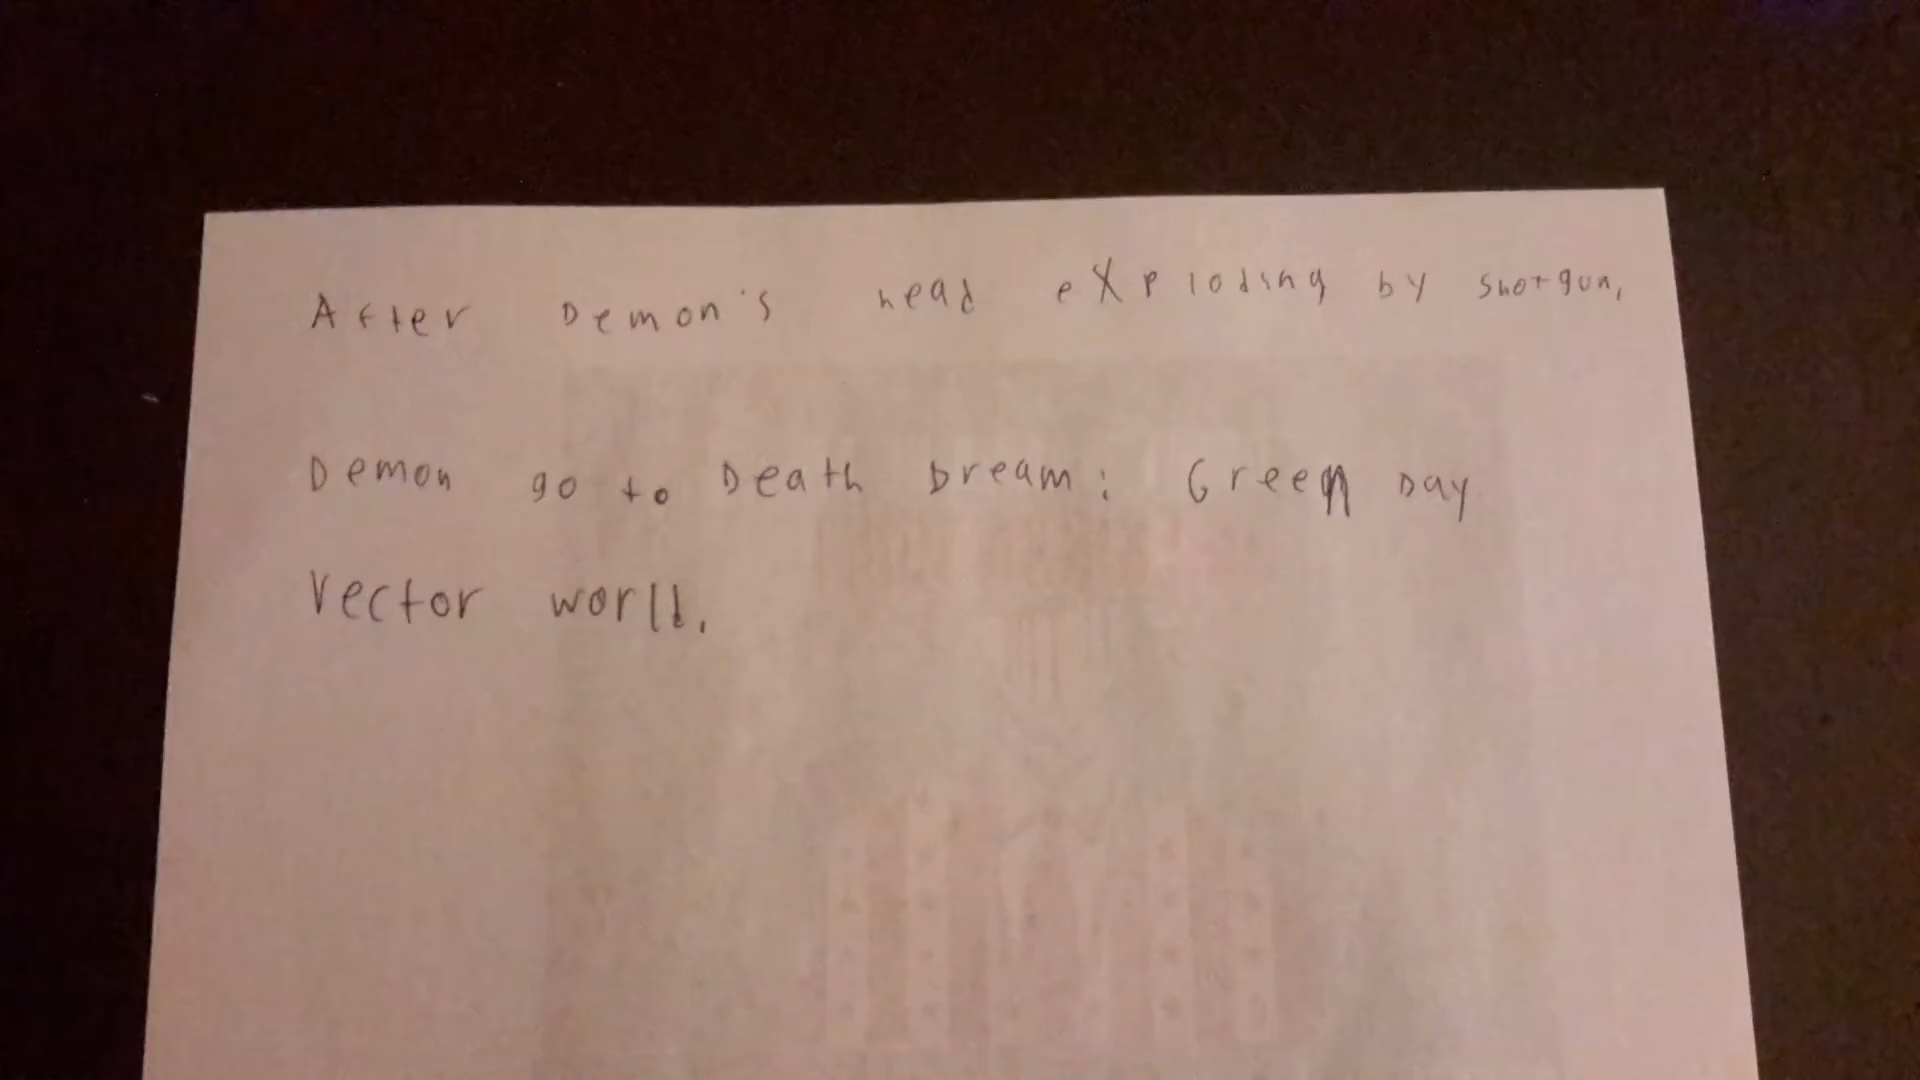 After Demon's head exploding by shotgun,
Demon go to Death Dream: Green Day
vector world.